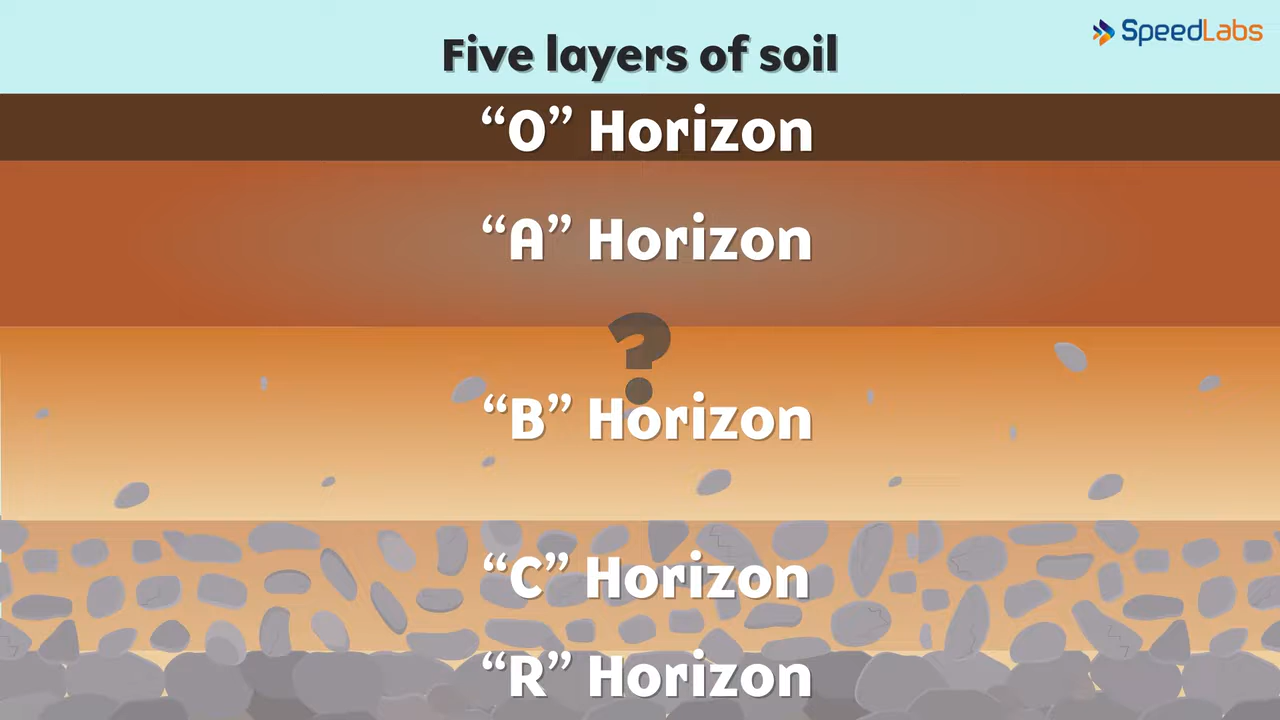 Five layers of soil
SpeedLabs
“O” Horizon
“A” Horizon
?
“B” Horizon
“C” Horizon
“R” Horizon